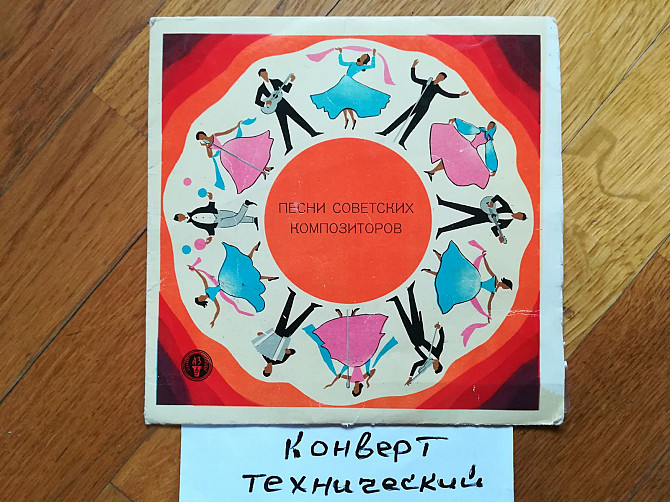 ПЕСНИ СОВЕТСКИХ
КОМПОЗИТОРОВ
Конверт
технический